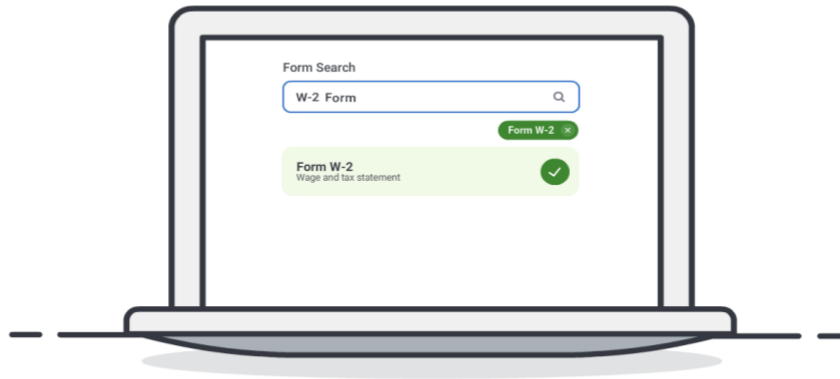 Form Search
W-2 Form
Form W-2
Form W-2
Wage and tax statement